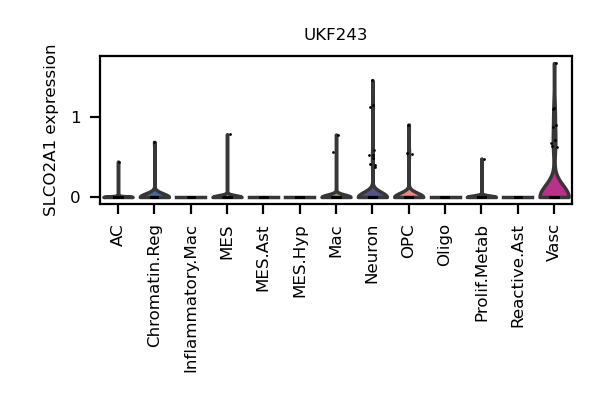 UKF243
SLCO2A1 expression
1
0
AC
Chromatin.Reg
Inflammatory.Mac
MES
MES.Ast
MES.Hyp
Mac
Neuron
OPC
Oligo
Prolif.Metab
Reactive.Ast
Vasc